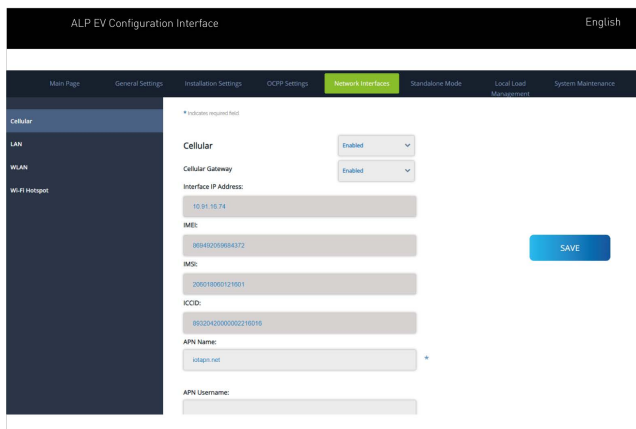 ALP EV Configuration Interface English
Main Page General Settings Installation Settings OCPP Settings Network Interfaces Standalone Mode Local Load Management System Maintenance
* Indicates required field.
Cellular
LAN
WLAN
Wi-Fi Hotspot
Cellular Enabled
Cellular Gateway Enabled
Interface IP Address:
10.91.16.74
IMEI:
869492069684372
IMSI:
206018060121601
ICCID:
89320420000002216016
APN Name:
iotapn.net *
APN Username:
SAVE